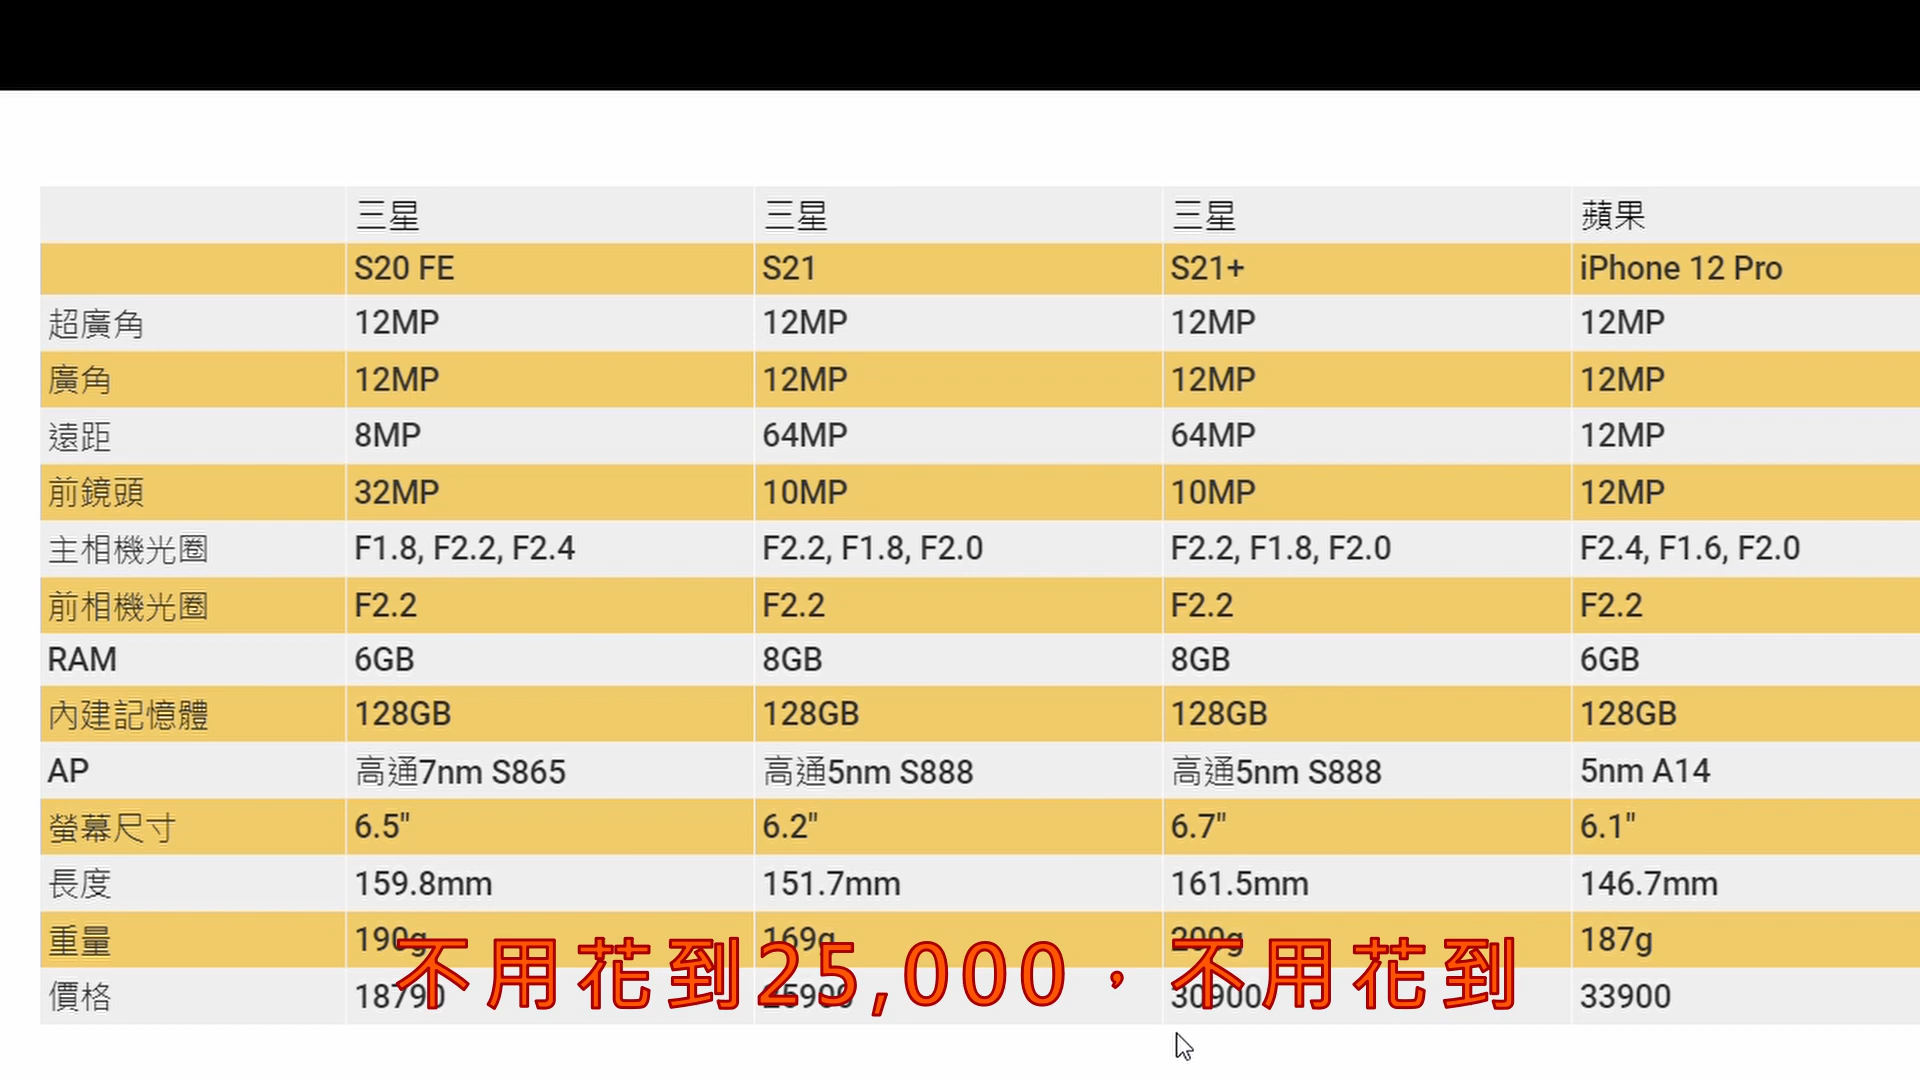 三星 三星 三星 蘋果
S20 FE S21 S21+ iPhone 12 Pro
超廣角 12MP 12MP 12MP 12MP
廣角 12MP 12MP 12MP 12MP
遠距 8MP 64MP 64MP 12MP
前鏡頭 32MP 10MP 10MP 12MP
主相機光圈 F1.8, F2.2, F2.4 F2.2, F1.8, F2.0 F2.2, F1.8, F2.0 F2.4, F1.6, F2.0
前相機光圈 F2.2 F2.2 F2.2 F2.2
RAM 6GB 8GB 8GB 6GB
內建記憶體 128GB 128GB 128GB 128GB
AP 高通7nm S865 高通5nm S888 高通5nm S888 5nm A14
螢幕尺寸 6.5" 6.2" 6.7" 6.1"
長度 159.8mm 151.7mm 161.5mm 146.7mm
重量 190g 169g 200g 187g
價格 18790 25900 30900 33900
不用花到25,000，不用花到